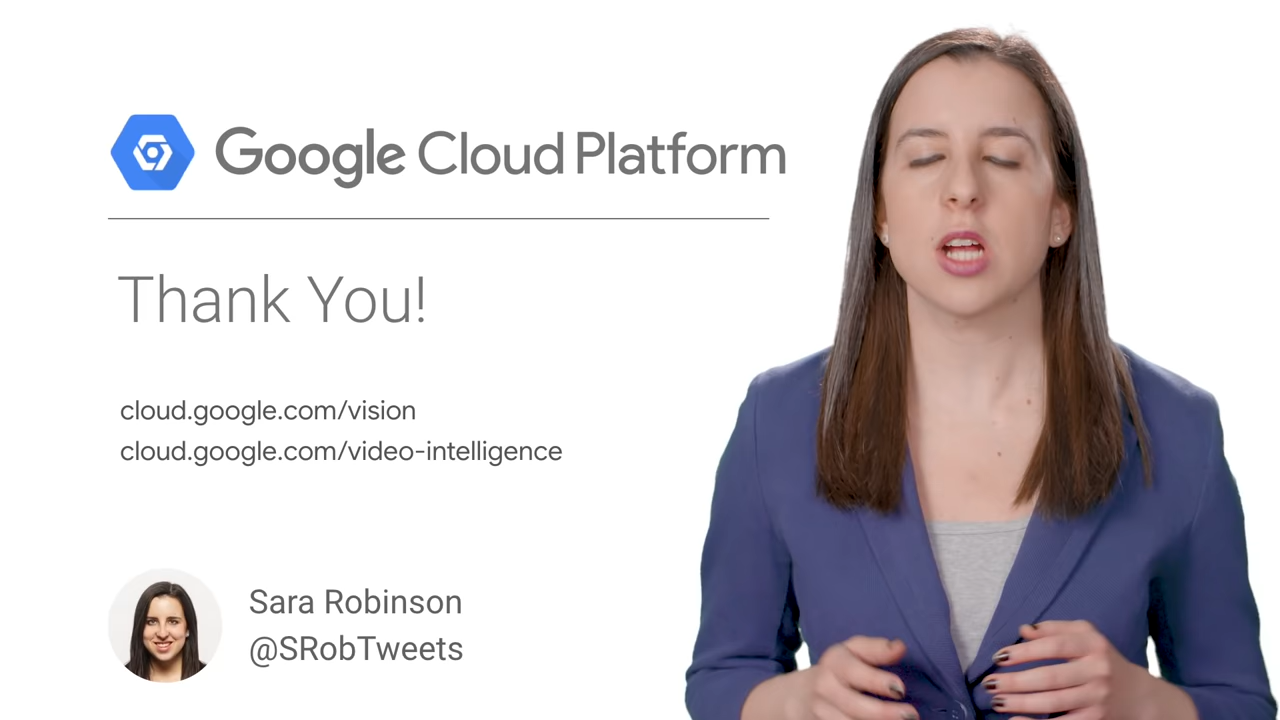 Google Cloud Platform
Thank You!
cloud.google.com/vision
cloud.google.com/video-intelligence
Sara Robinson
@SRobTweets